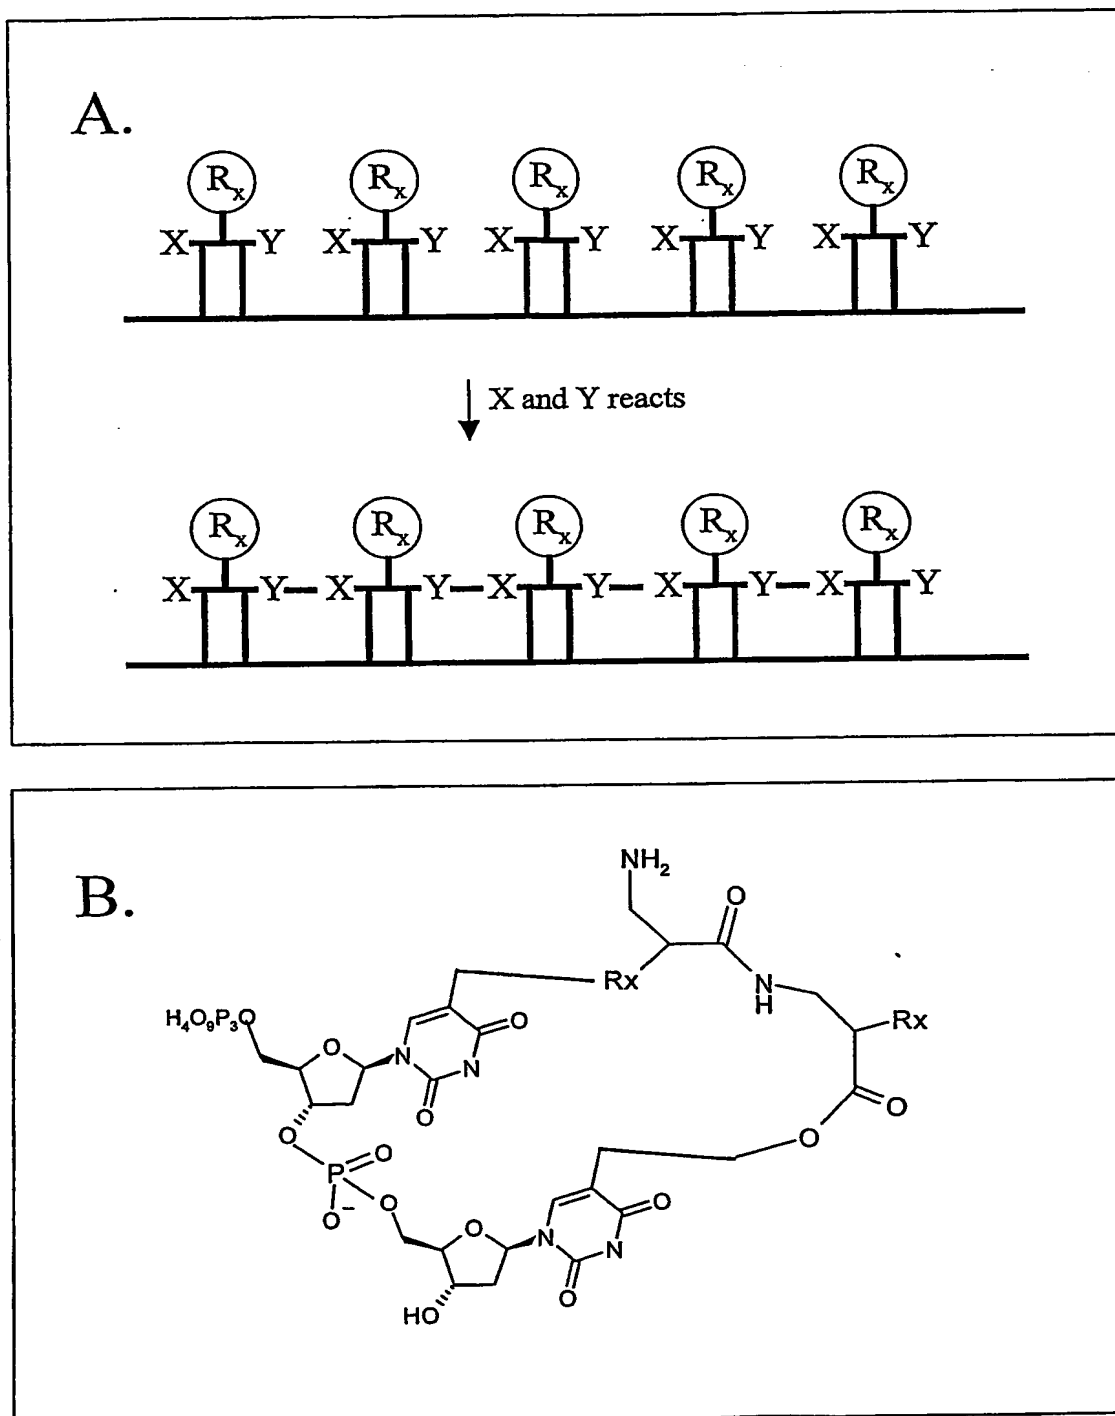 A.
Rx Rx Rx Rx Rx
X Y X Y X Y X Y X Y
X and Y reacts
Rx Rx Rx Rx Rx
X Y X Y X Y X Y X Y
B.
NH2
O
Rx
N
H
Rx
H4O9P3O
O
O
N
N
O
O
O
O
P
O
O−
O
O
O
N
N
O
HO